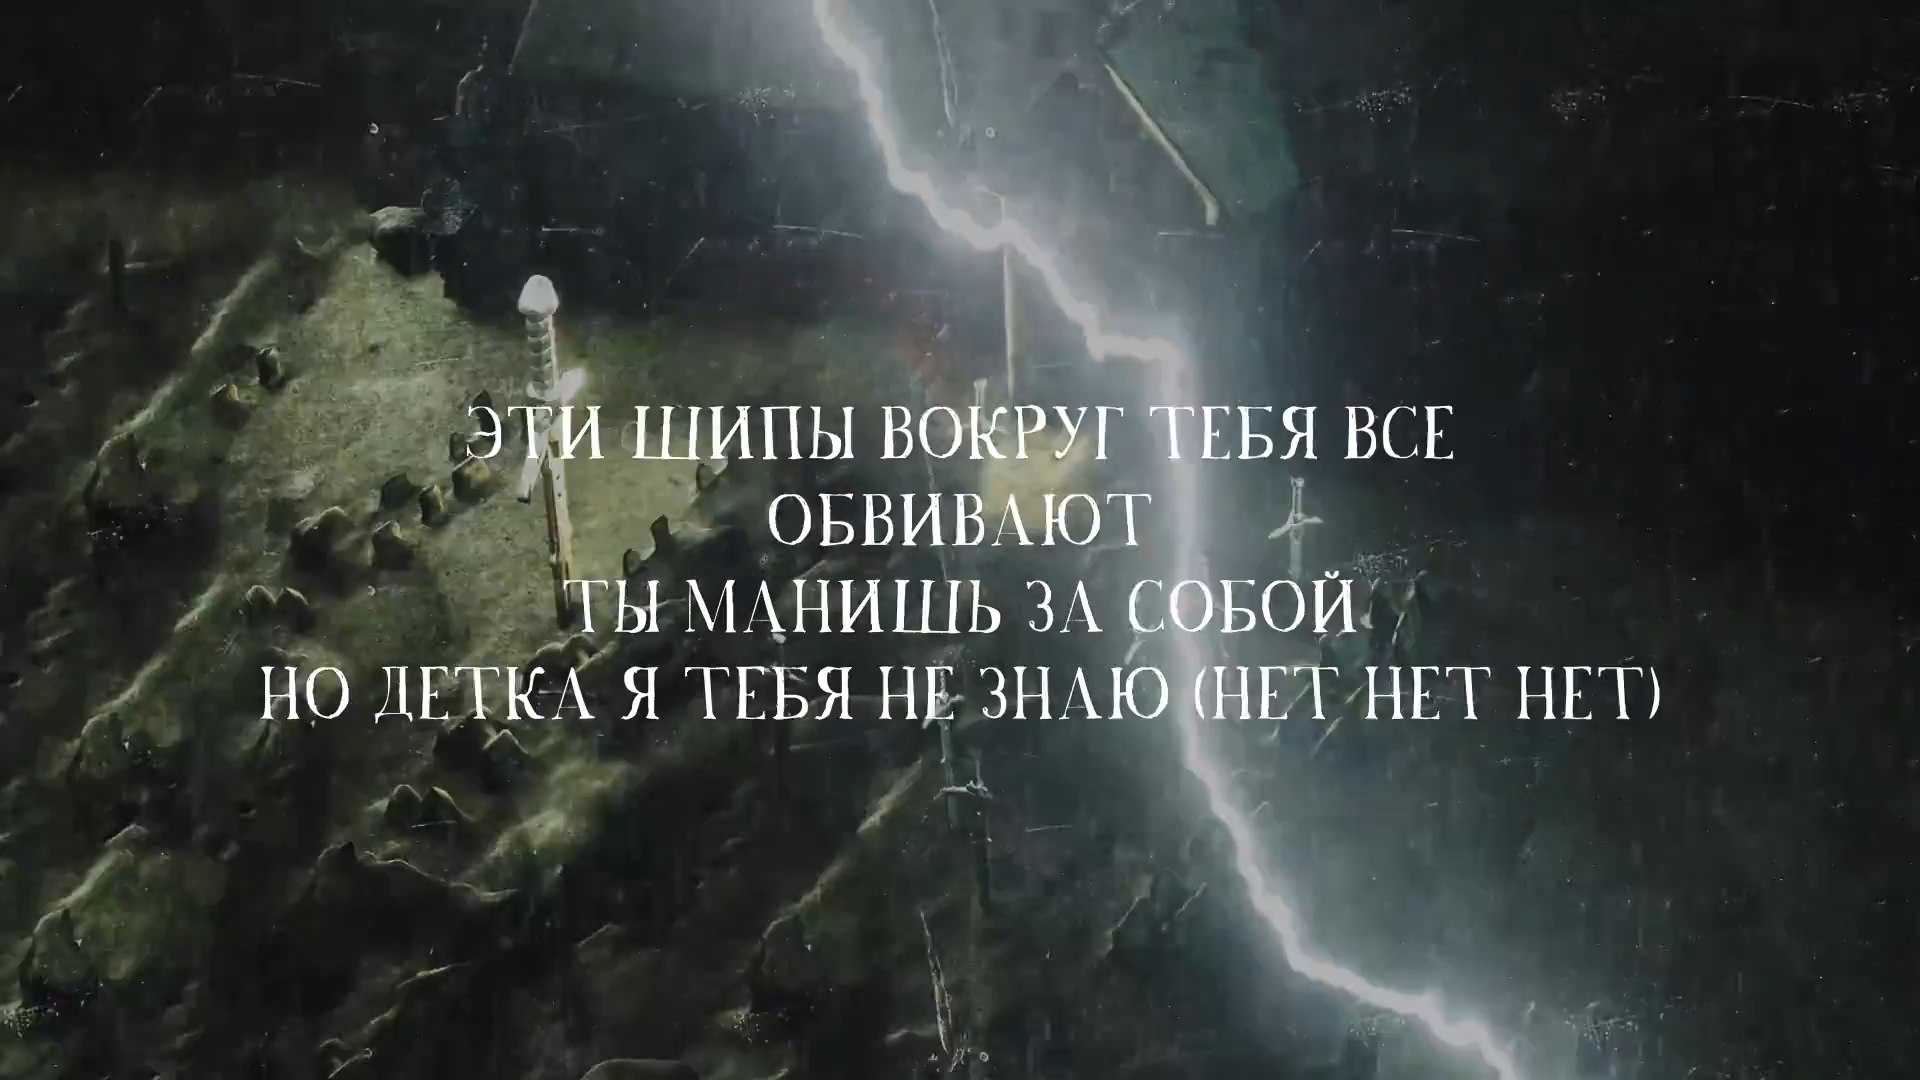 ЭТИ ШИПЫ ВОКРУГ ТЕБЯ ВСЕ
ОБВИВАЮТ
ТЫ МАНИШЬ ЗА СОБОЙ
НО ДЕТКА Я ТЕБЯ НЕ ЗНАЮ (НЕТ НЕТ НЕТ)